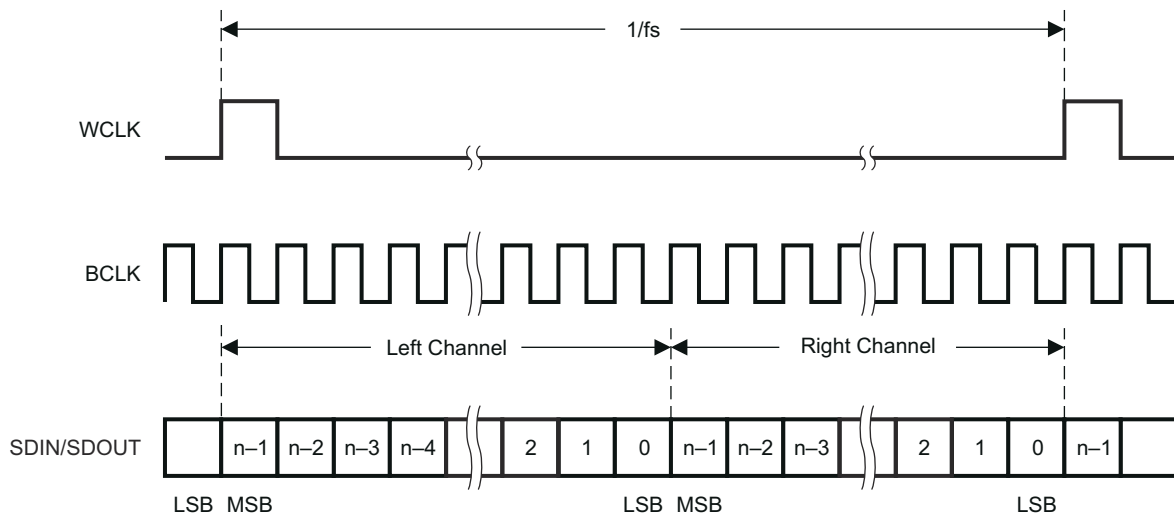 1/fs
WCLK
BCLK
Left Channel
Right Channel
SDIN/SDOUT
n–1 n–2 n–3 n–4 2 1 0 n–1 n–2 n–3 2 1 0 n–1
LSB MSB LSB MSB LSB